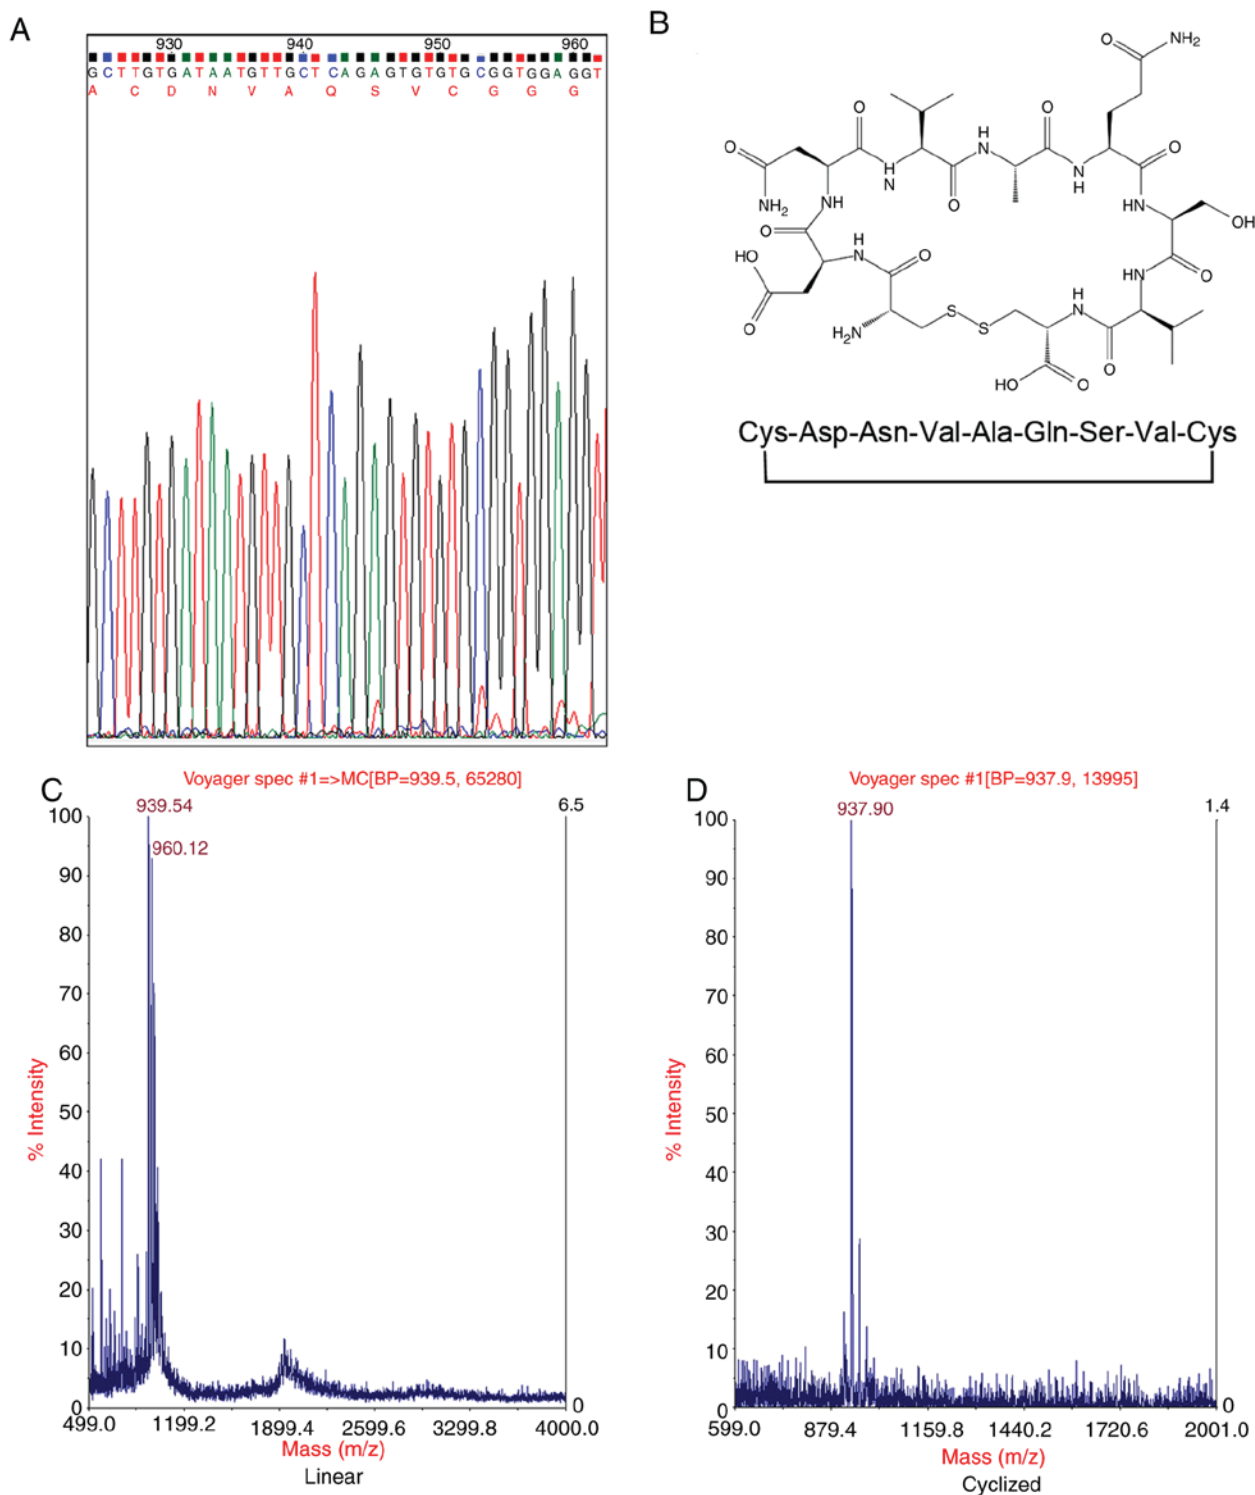 A
930 940 950 960
GCTTGTGATAATGTTGCTCAGAGTGTGTGCGGTGGAGGT
A C D N V A Q S V C G G G
B
O NH2
O O H O
O N N O
H
N N
H
NH2 NH HN OH
O H O
HO N HN O
O S S H
H2N N
O
HO O
Cys-Asp-Asn-Val-Ala-Gln-Ser-Val-Cys
C
Voyager spec #1=>MC[BP=939.5, 65280]
939.54
960.12
6.5
100
90
80
70
60
50
40
30
20
10
0
0
% Intensity
499.0 1199.2 1899.4 2599.6 3299.8 4000.0
Mass (m/z)
Linear
D
Voyager spec #1[BP=937.9, 13995]
937.90
1.4
100
90
80
70
60
50
40
30
20
10
0
0
% Intensity
599.0 879.4 1159.8 1440.2 1720.6 2001.0
Mass (m/z)
Cyclized